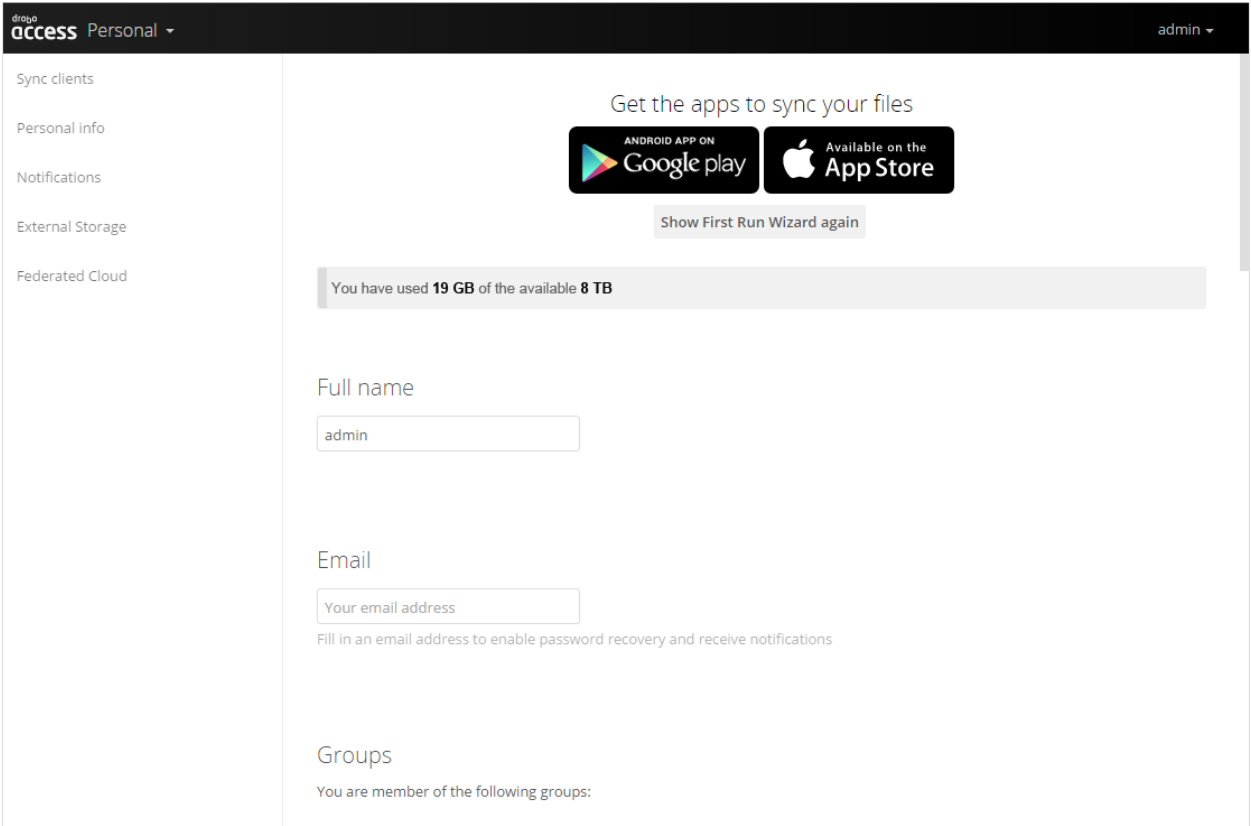 drobo
access Personal
admin
Sync clients
Personal info
Notifications
External Storage
Federated Cloud
Get the apps to sync your files
ANDROID APP ON
Google play
Available on the
App Store
Show First Run Wizard again
You have used 19 GB of the available 8 TB
Full name
admin
Email
Your email address
Fill in an email address to enable password recovery and receive notifications
Groups
You are member of the following groups: